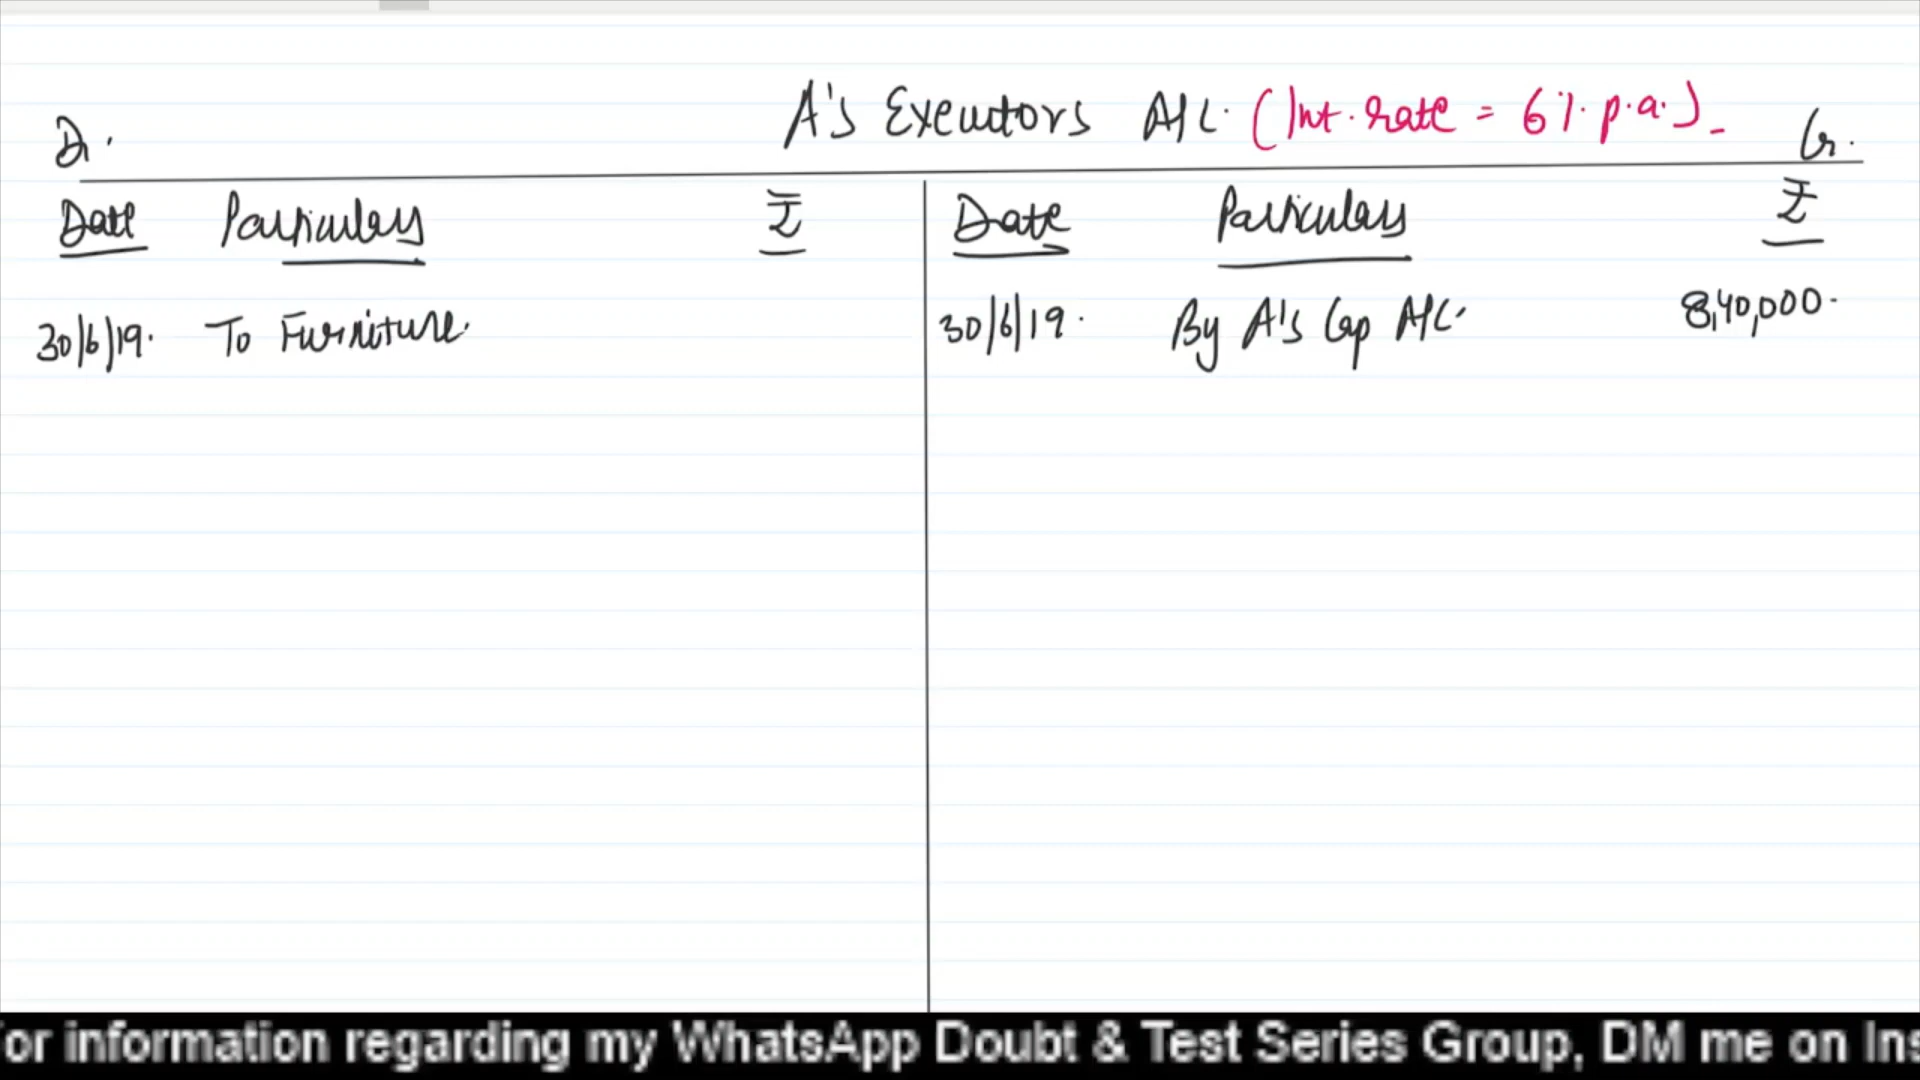 A's Executors A/c. (Int. rate = 6% p.a.)
Dr. Cr.
Date Particulars ₹ Date Particulars ₹
30/6/19. To Furniture. 30/6/19. By A's Cap A/c. 8,40,000.
or information regarding my WhatsApp Doubt & Test Series Group, DM me on Ins